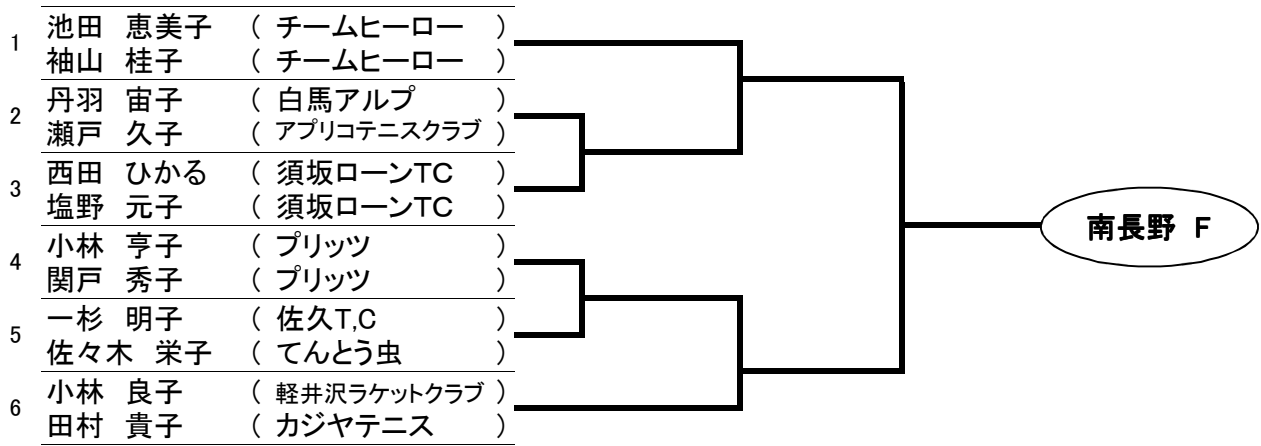 1
池田 恵美子 ( チームヒーロー )
袖山 桂子 ( チームヒーロー )
2
丹羽 宙子 ( 白馬アルプ )
瀬戸 久子 ( アプリコテニスクラブ )
3
西田 ひかる ( 須坂ローンTC )
塩野 元子 ( 須坂ローンTC )
4
小林 亨子 ( プリッツ )
関戸 秀子 ( プリッツ )
5
一杉 明子 ( 佐久T,C )
佐々木 栄子 ( てんとう虫 )
6
小林 良子 ( 軽井沢ラケットクラブ )
田村 貴子 ( カジヤテニス )
南長野 F